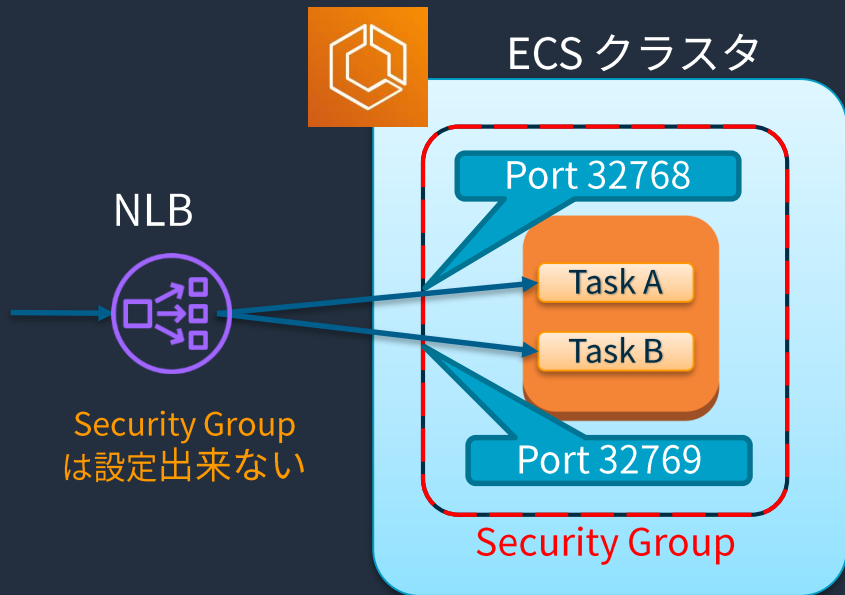 ECS クラスタ
Port 32768
NLB
Task A
Task B
Security Group
は設定出来ない
Port 32769
Security Group